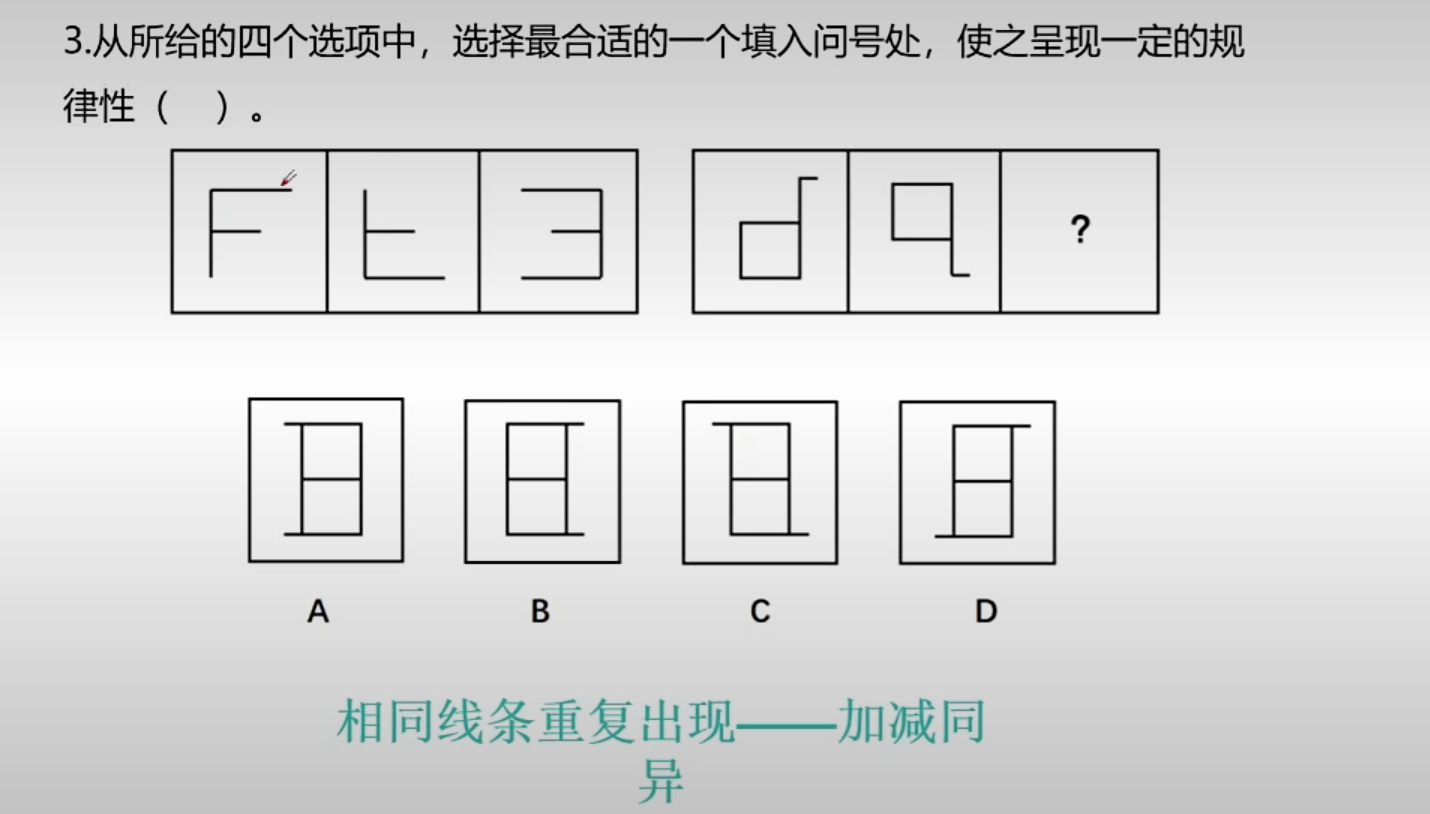 3.从所给的四个选项中，选择最合适的一个填入问号处，使之呈现一定的规
律性（　）。
?
A B C D
相同线条重复出现——加减同
异